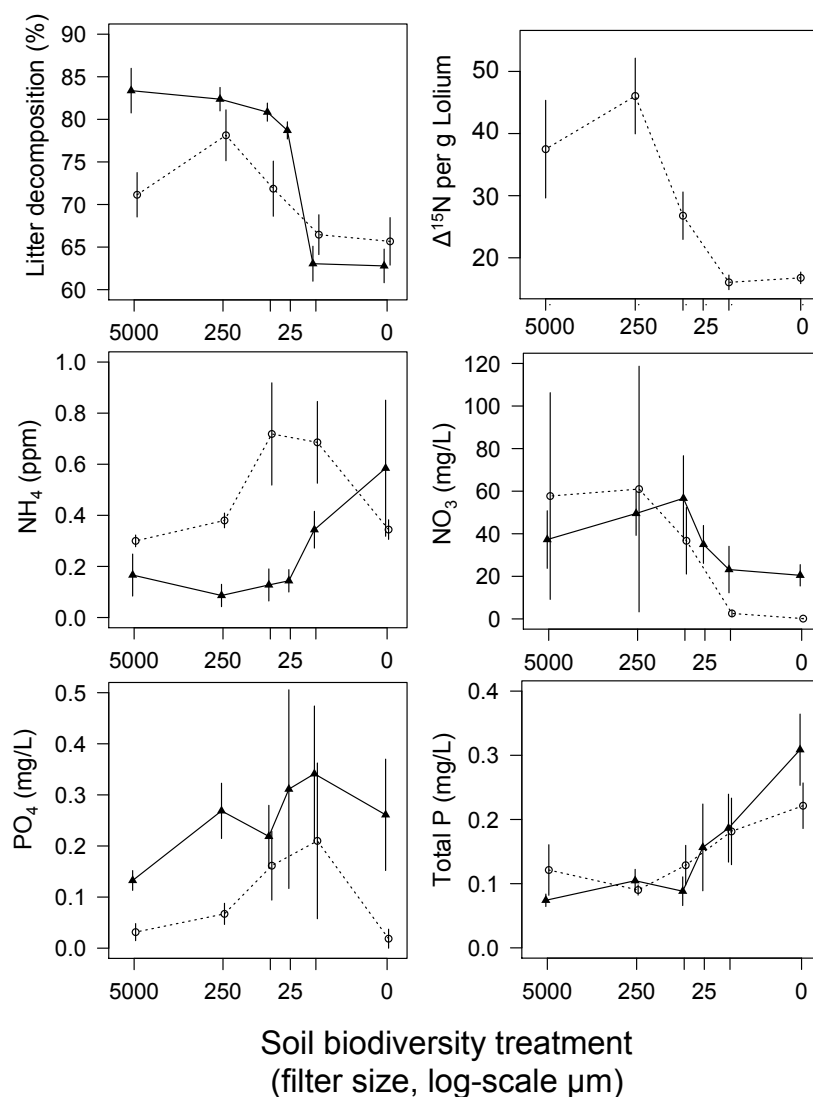 Litter decomposition (%)
90
85
80
75
70
65
60
5000 250 25 0
Δ¹⁵N per g Lolium
50
40
30
20
5000 250 25 0
NH₄ (ppm)
1.0
0.8
0.6
0.4
0.2
0.0
5000 250 25 0
NO₃ (mg/L)
120
100
80
60
40
20
0
5000 250 25 0
PO₄ (mg/L)
0.5
0.4
0.3
0.2
0.1
0.0
5000 250 25 0
Total P (mg/L)
0.4
0.3
0.2
0.1
0.0
5000 250 25 0
Soil biodiversity treatment
(filter size, log-scale µm)